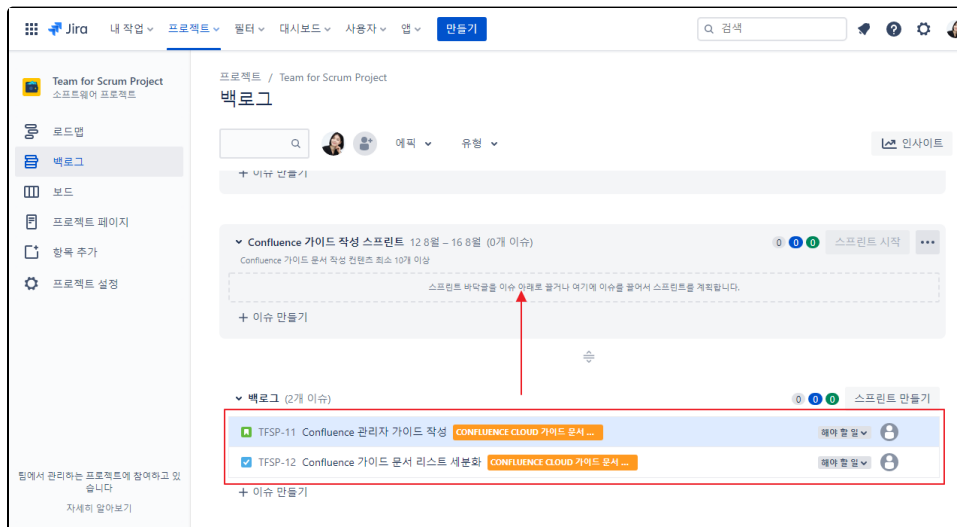 Jira 내 작업 프로젝트 필터 대시보드 사용자 앱 만들기 검색
Team for Scrum Project
소프트웨어 프로젝트
로드맵
백로그
보드
프로젝트 페이지
항목 추가
프로젝트 설정
팀에서 관리하는 프로젝트에 참여하고 있
습니다
자세히 알아보기
프로젝트 / Team for Scrum Project
백로그
에픽 유형 인사이트
+ 이슈 만들기
Confluence 가이드 작성 스프린트 12 8월 – 16 8월 (0개 이슈) 0 0 0 스프린트 시작 •••
Confluence 가이드 문서 작성 컨텐츠 최소 10개 이상
스프린트 바닥글을 이슈 아래로 끌거나 여기에 이슈를 끌어서 스프린트를 계획합니다.
+ 이슈 만들기
백로그 (2개 이슈) 0 0 0 스프린트 만들기
TFSP-11 Confluence 관리자 가이드 작성 CONFLUENCE CLOUD 가이드 문서 ... 해야 할 일
TFSP-12 Confluence 가이드 문서 리스트 세분화 CONFLUENCE CLOUD 가이드 문서 ... 해야 할 일
+ 이슈 만들기